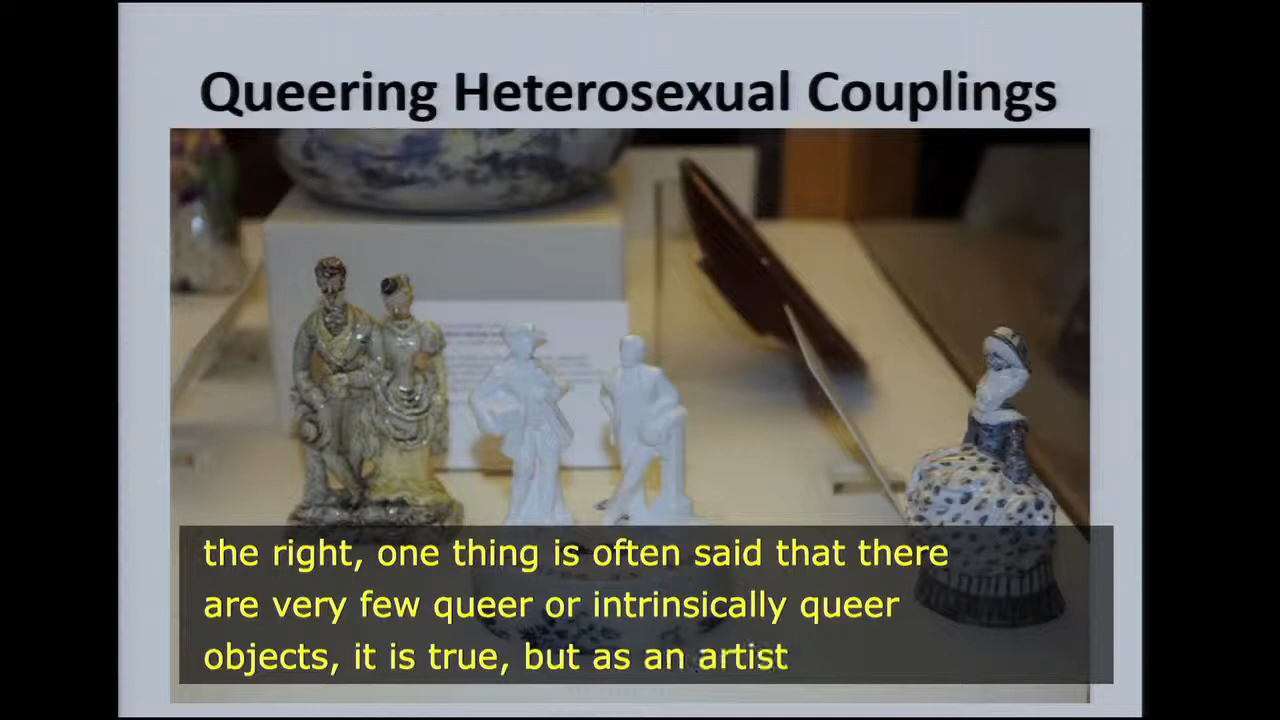 Queering Heterosexual Couplings
the right, one thing is often said that there
are very few queer or intrinsically queer
objects, it is true, but as an artist